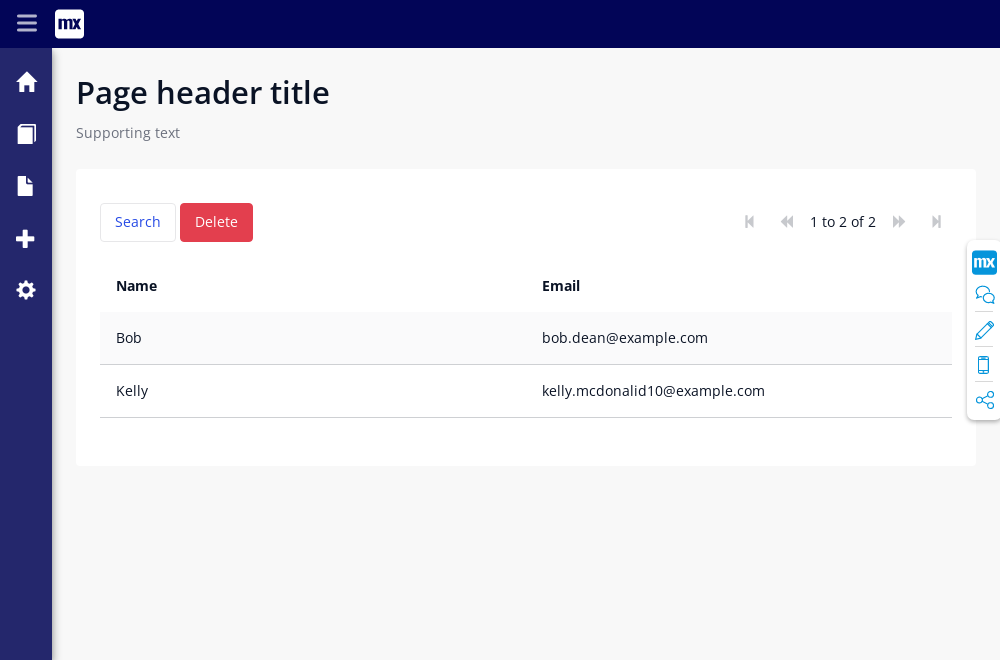 mx
Page header title
Supporting text
Search Delete 1 to 2 of 2
mx
Name Email
Bob bob.dean@example.com
Kelly kelly.mcdonalid10@example.com